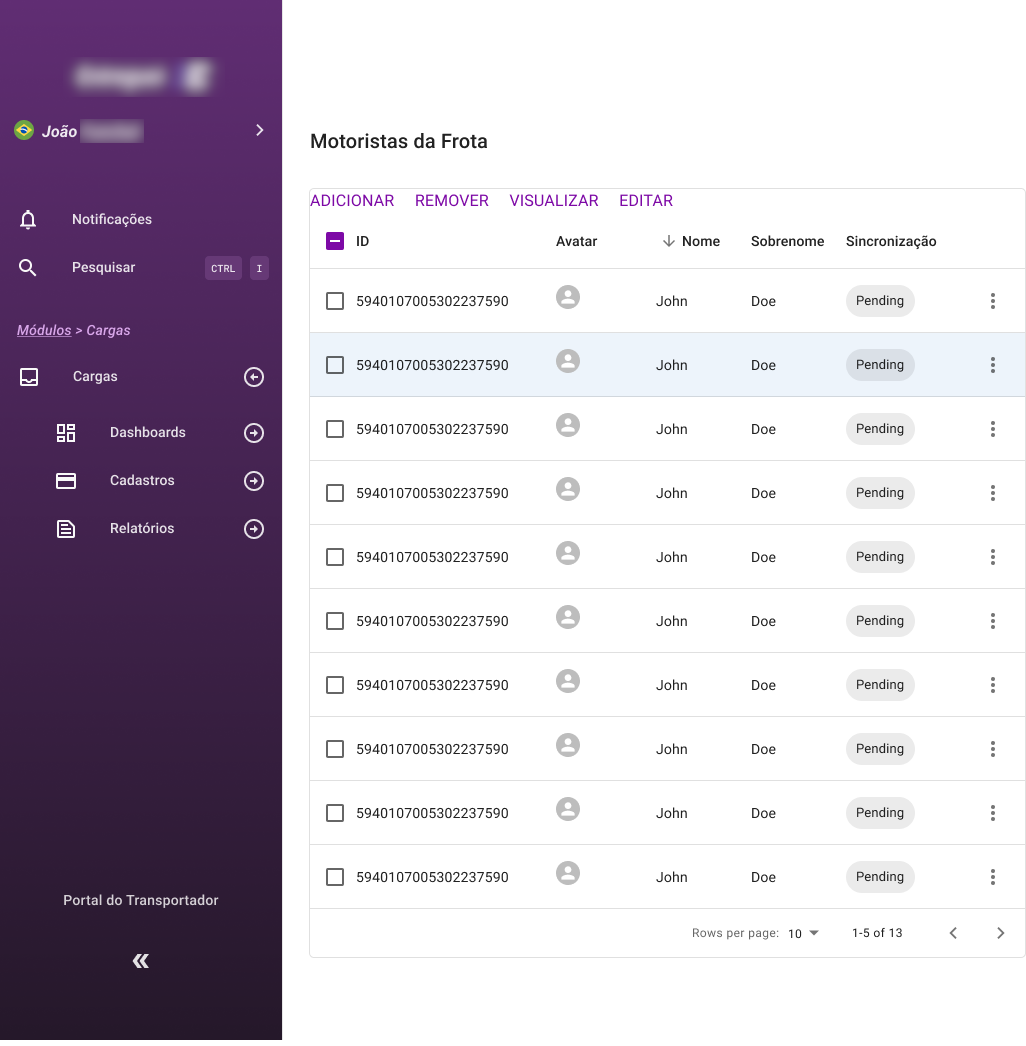 João
Notificações
Pesquisar CTRL I
Módulos > Cargas
Cargas
Dashboards
Cadastros
Relatórios
Portal do Transportador
Motoristas da Frota
ADICIONAR REMOVER VISUALIZAR EDITAR
ID Avatar Nome Sobrenome Sincronização
5940107005302237590 John Doe Pending
5940107005302237590 John Doe Pending
5940107005302237590 John Doe Pending
5940107005302237590 John Doe Pending
5940107005302237590 John Doe Pending
5940107005302237590 John Doe Pending
5940107005302237590 John Doe Pending
5940107005302237590 John Doe Pending
5940107005302237590 John Doe Pending
5940107005302237590 John Doe Pending
Rows per page: 10 1-5 of 13